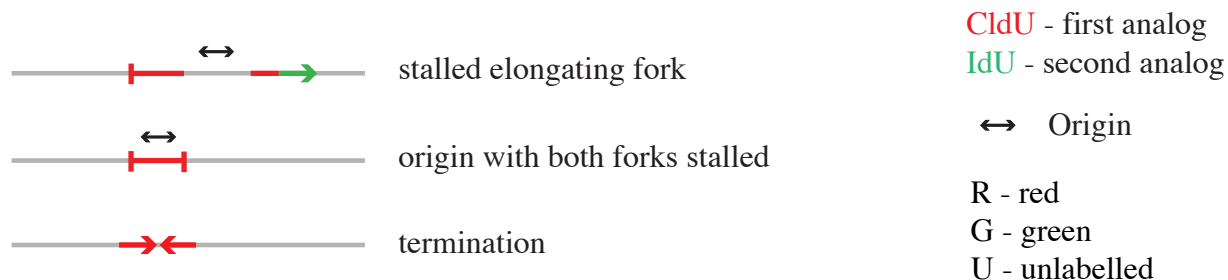 stalled elongating fork
origin with both forks stalled
termination
CldU - first analog
IdU - second analog
Origin
R - red
G - green
U - unlabelled